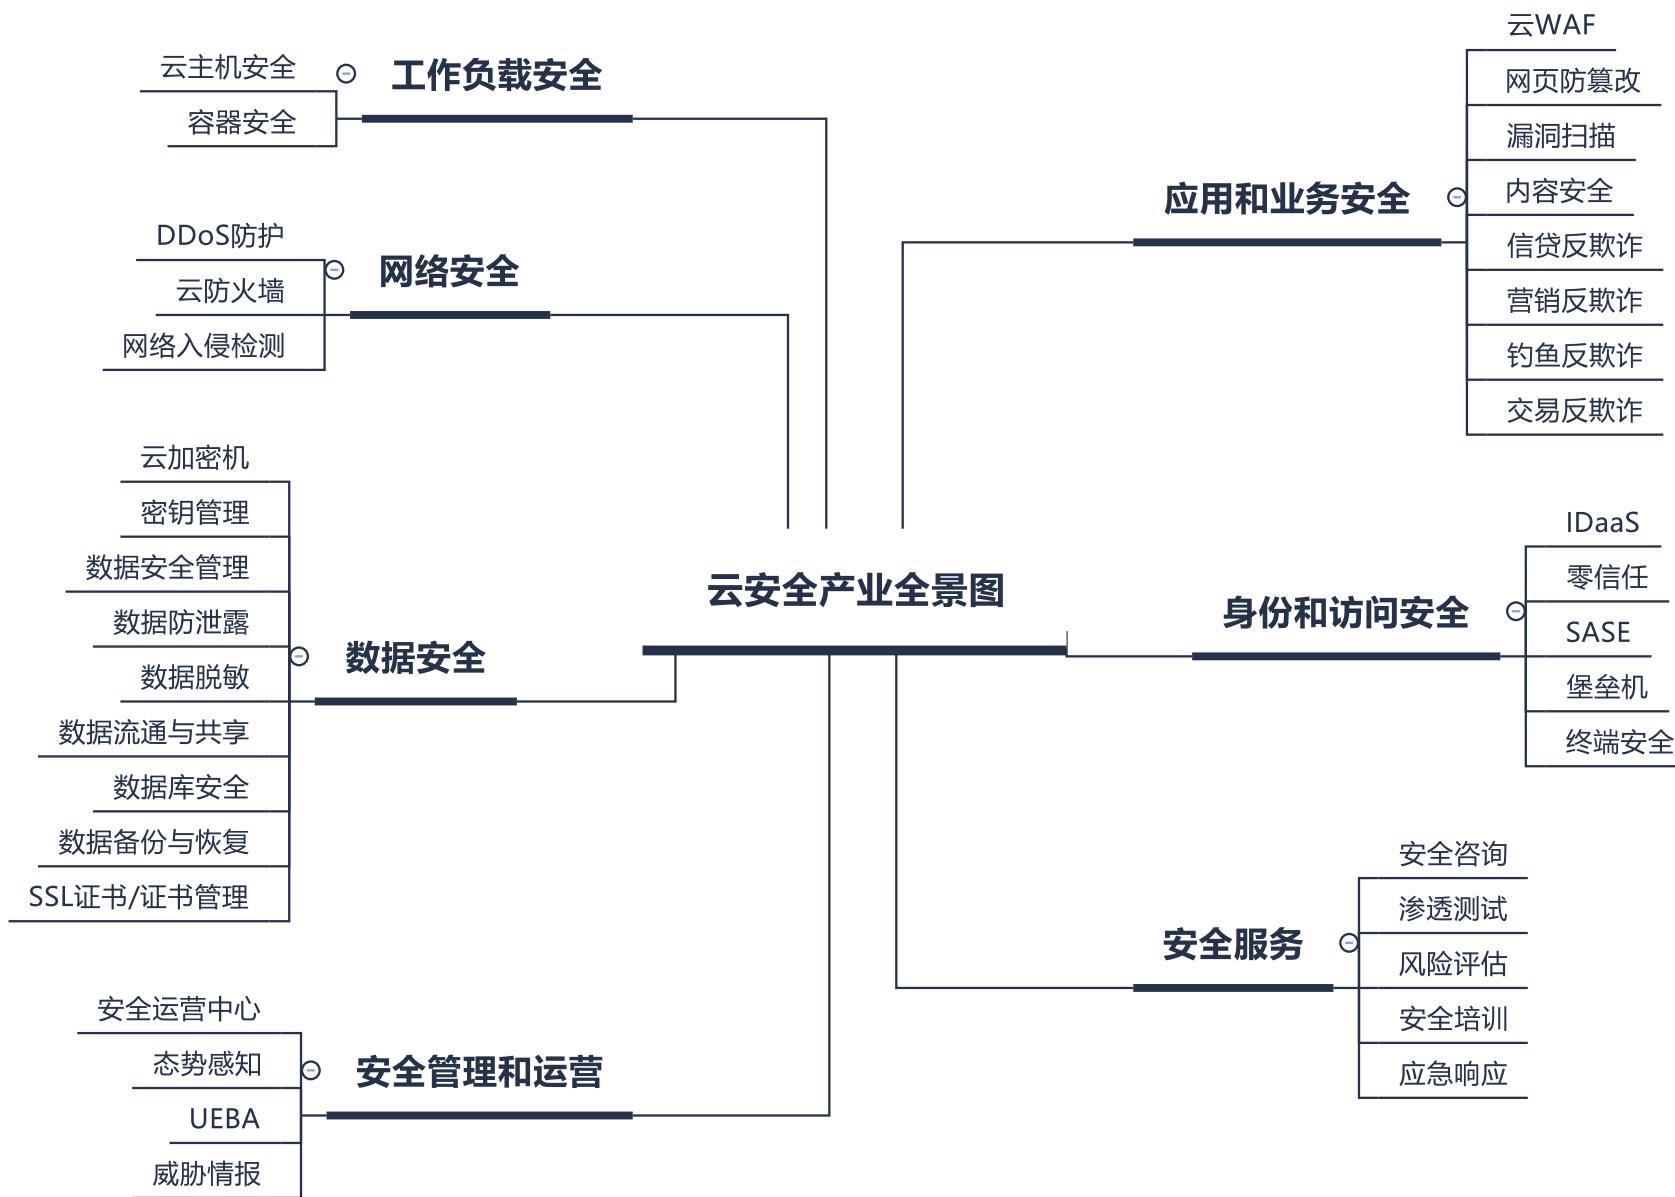 云安全产业全景图
工作负载安全
云主机安全
容器安全
网络安全
DDoS防护
云防火墙
网络入侵检测
数据安全
云加密机
密钥管理
数据安全管理
数据防泄露
数据脱敏
数据流通与共享
数据库安全
数据备份与恢复
SSL证书/证书管理
安全管理和运营
安全运营中心
态势感知
UEBA
威胁情报
应用和业务安全
云WAF
网页防篡改
漏洞扫描
内容安全
信贷反欺诈
营销反欺诈
钓鱼反欺诈
交易反欺诈
身份和访问安全
IDaaS
零信任
SASE
堡垒机
终端安全
安全服务
安全咨询
渗透测试
风险评估
安全培训
应急响应